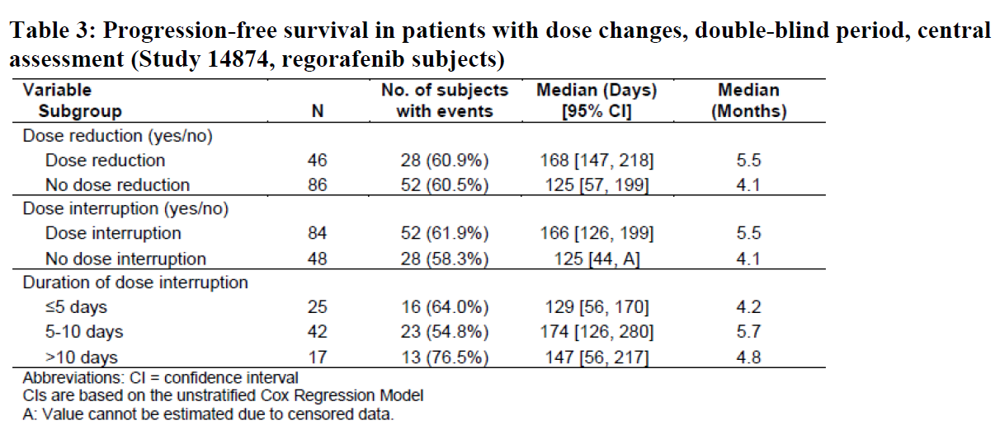 Table 3: Progression-free survival in patients with dose changes, double-blind period, central
assessment (Study 14874, regorafenib subjects)
Variable No. of subjects Median (Days) Median
Subgroup N with events [95% CI] (Months)
Dose reduction (yes/no)
Dose reduction 46 28 (60.9%) 168 [147, 218] 5.5
No dose reduction 86 52 (60.5%) 125 [57, 199] 4.1
Dose interruption (yes/no)
Dose interruption 84 52 (61.9%) 166 [126, 199] 5.5
No dose interruption 48 28 (58.3%) 125 [44, A] 4.1
Duration of dose interruption
≤5 days 25 16 (64.0%) 129 [56, 170] 4.2
5-10 days 42 23 (54.8%) 174 [126, 280] 5.7
>10 days 17 13 (76.5%) 147 [56, 217] 4.8
Abbreviations: CI = confidence interval
CIs are based on the unstratified Cox Regression Model
A: Value cannot be estimated due to censored data.